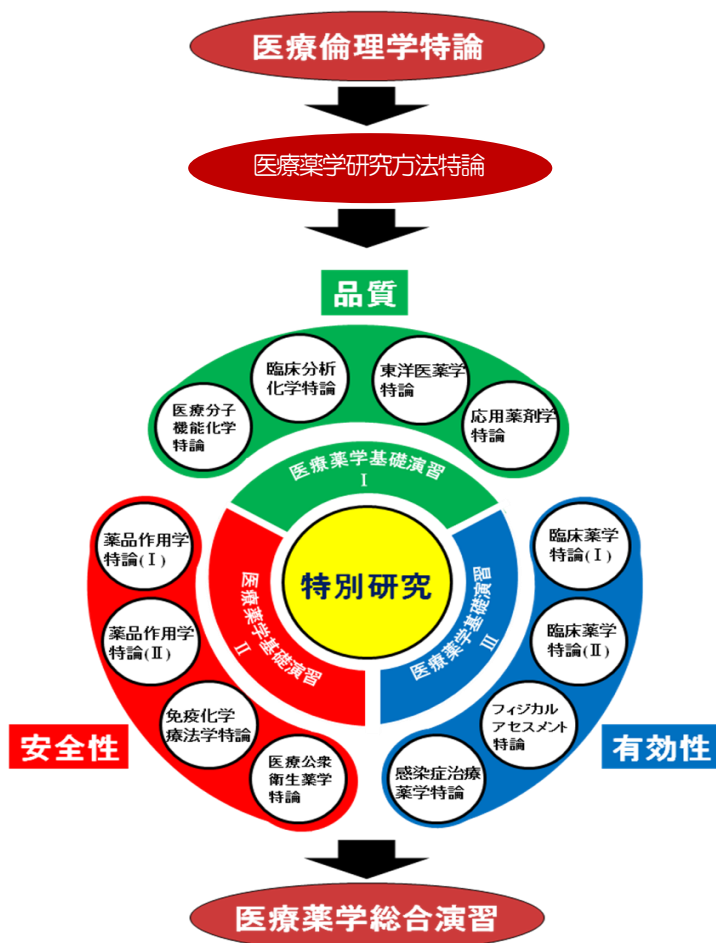 医療倫理学特論
医療薬学研究方法特論
品質
臨床分析
化学特論
東洋医薬学
特論
医療分子
機能化学
特論
応用薬剤学
特論
医療薬学基礎演習
Ⅰ
薬品作用学
特論(Ⅰ)
薬品作用学
特論(Ⅱ)
免疫化学
療法学特論
医療公衆
衛生薬学
特論
安全性
医療薬学基礎演習
Ⅱ
特別研究
医療薬学基礎演習
Ⅲ
臨床薬学
特論(Ⅰ)
臨床薬学
特論(Ⅱ)
フィジカル
アセスメント
特論
感染症治療
薬学特論
有効性
医療薬学総合演習